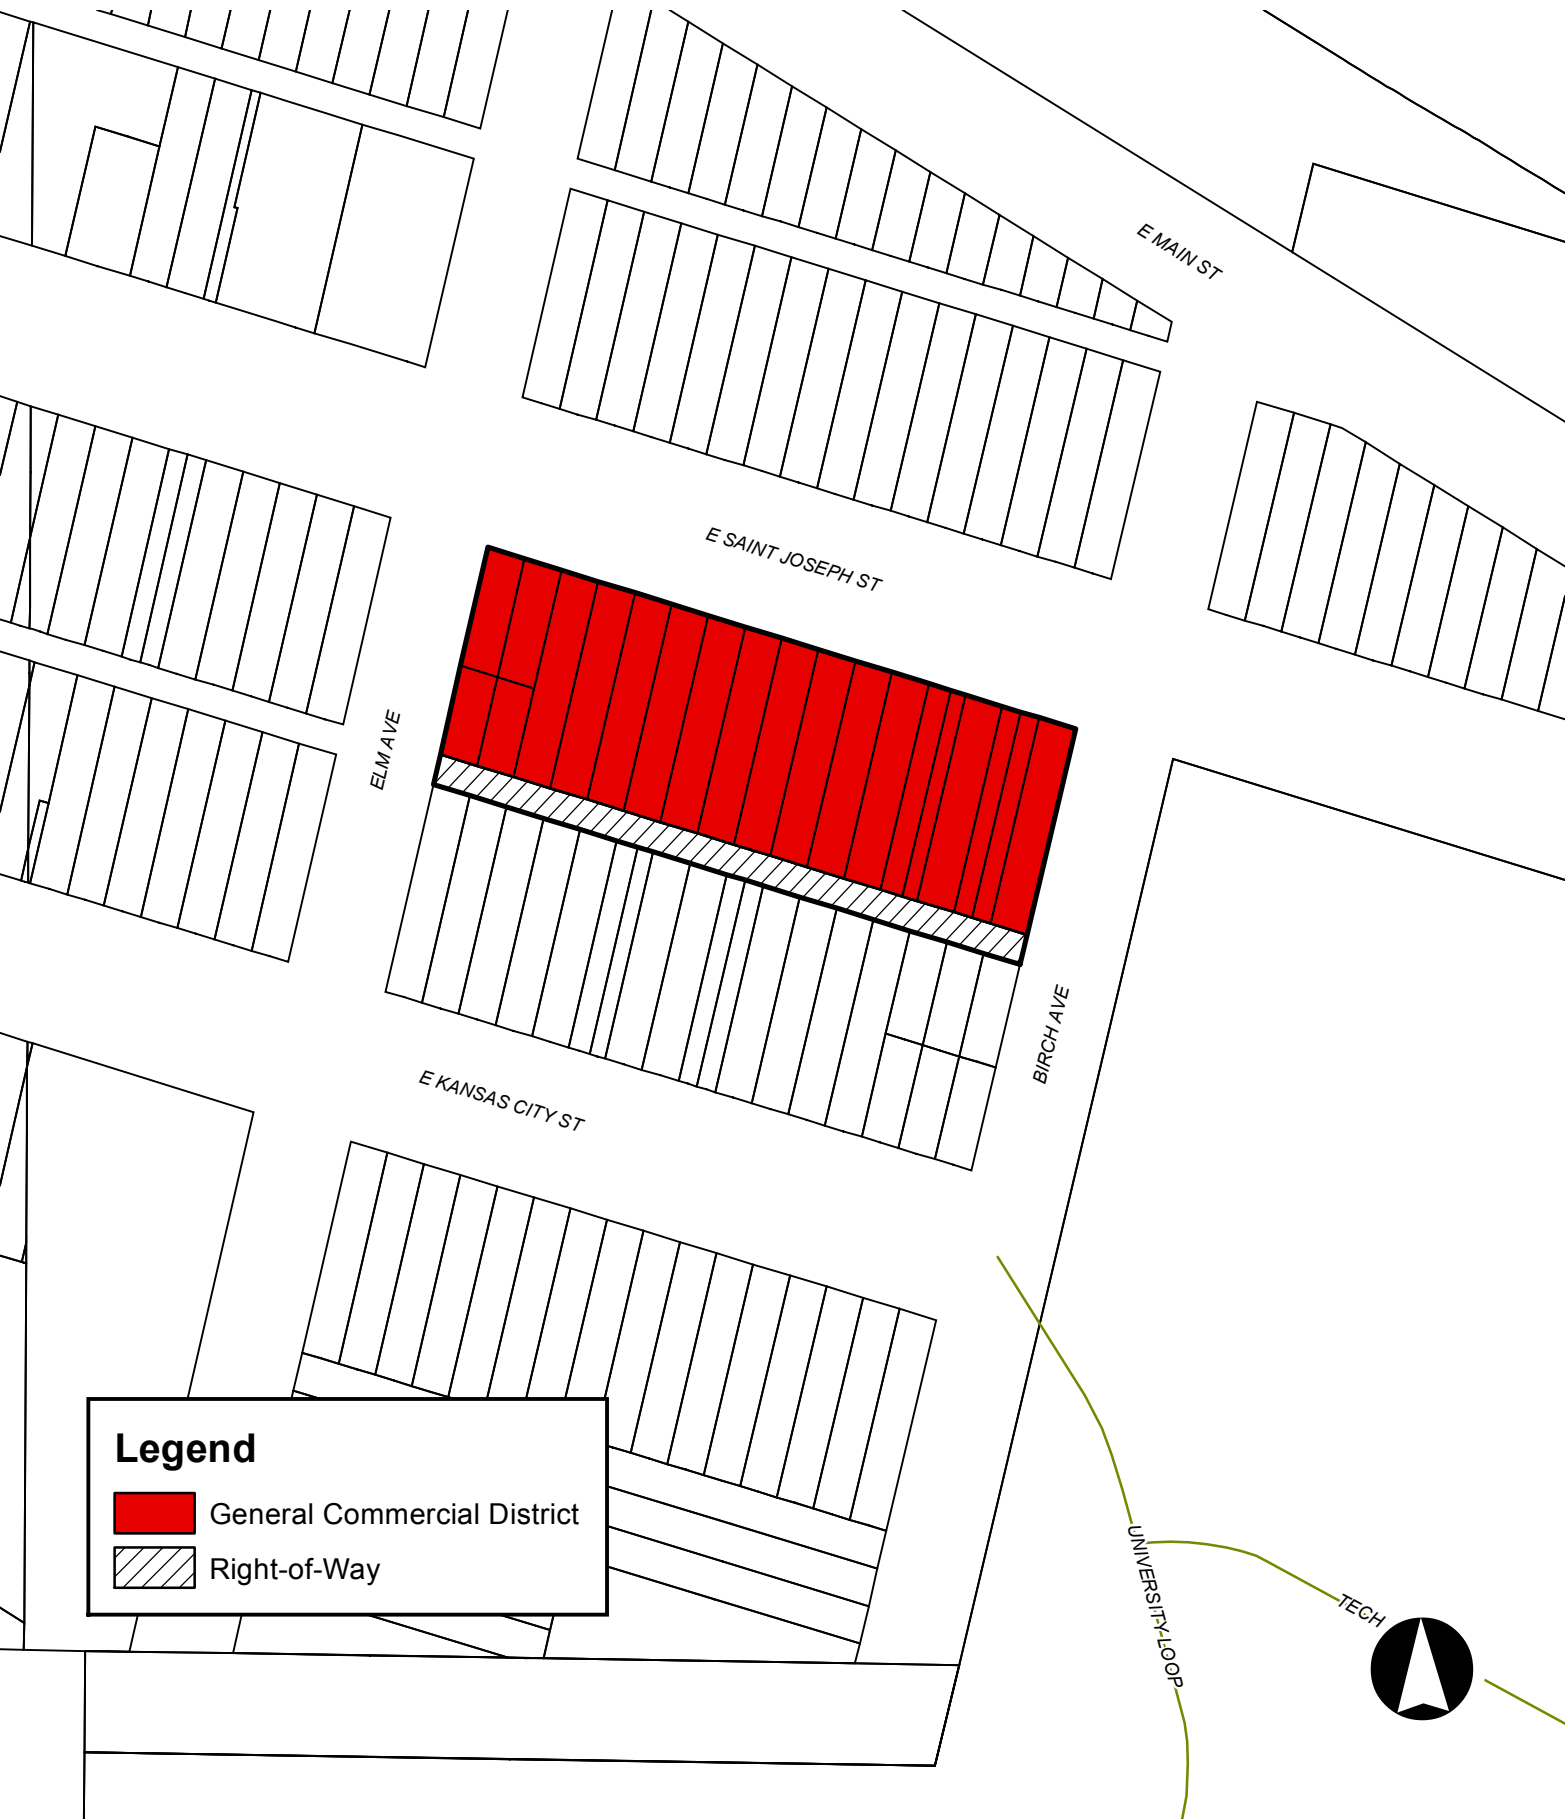 E MAIN ST
E SAINT JOSEPH ST
ELM AVE
BIRCH AVE
E KANSAS CITY ST
Legend
General Commercial District
Right-of-Way
UNIVERSITY LOOP
TECH